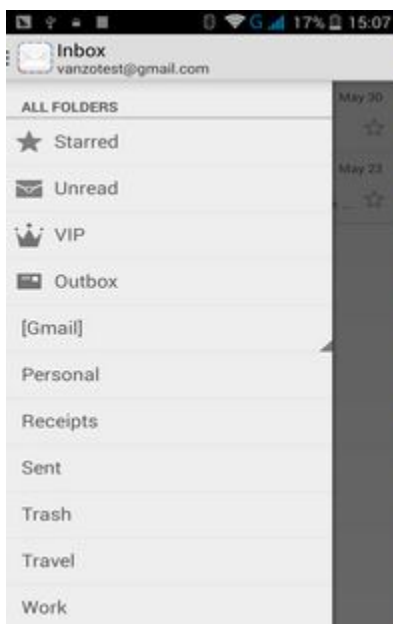 G 17% 15:07
Inbox
vanzotest@gmail.com
May 30
ALL FOLDERS
Starred
May 23
Unread
VIP
Outbox
[Gmail]
Personal
Receipts
Sent
Trash
Travel
Work